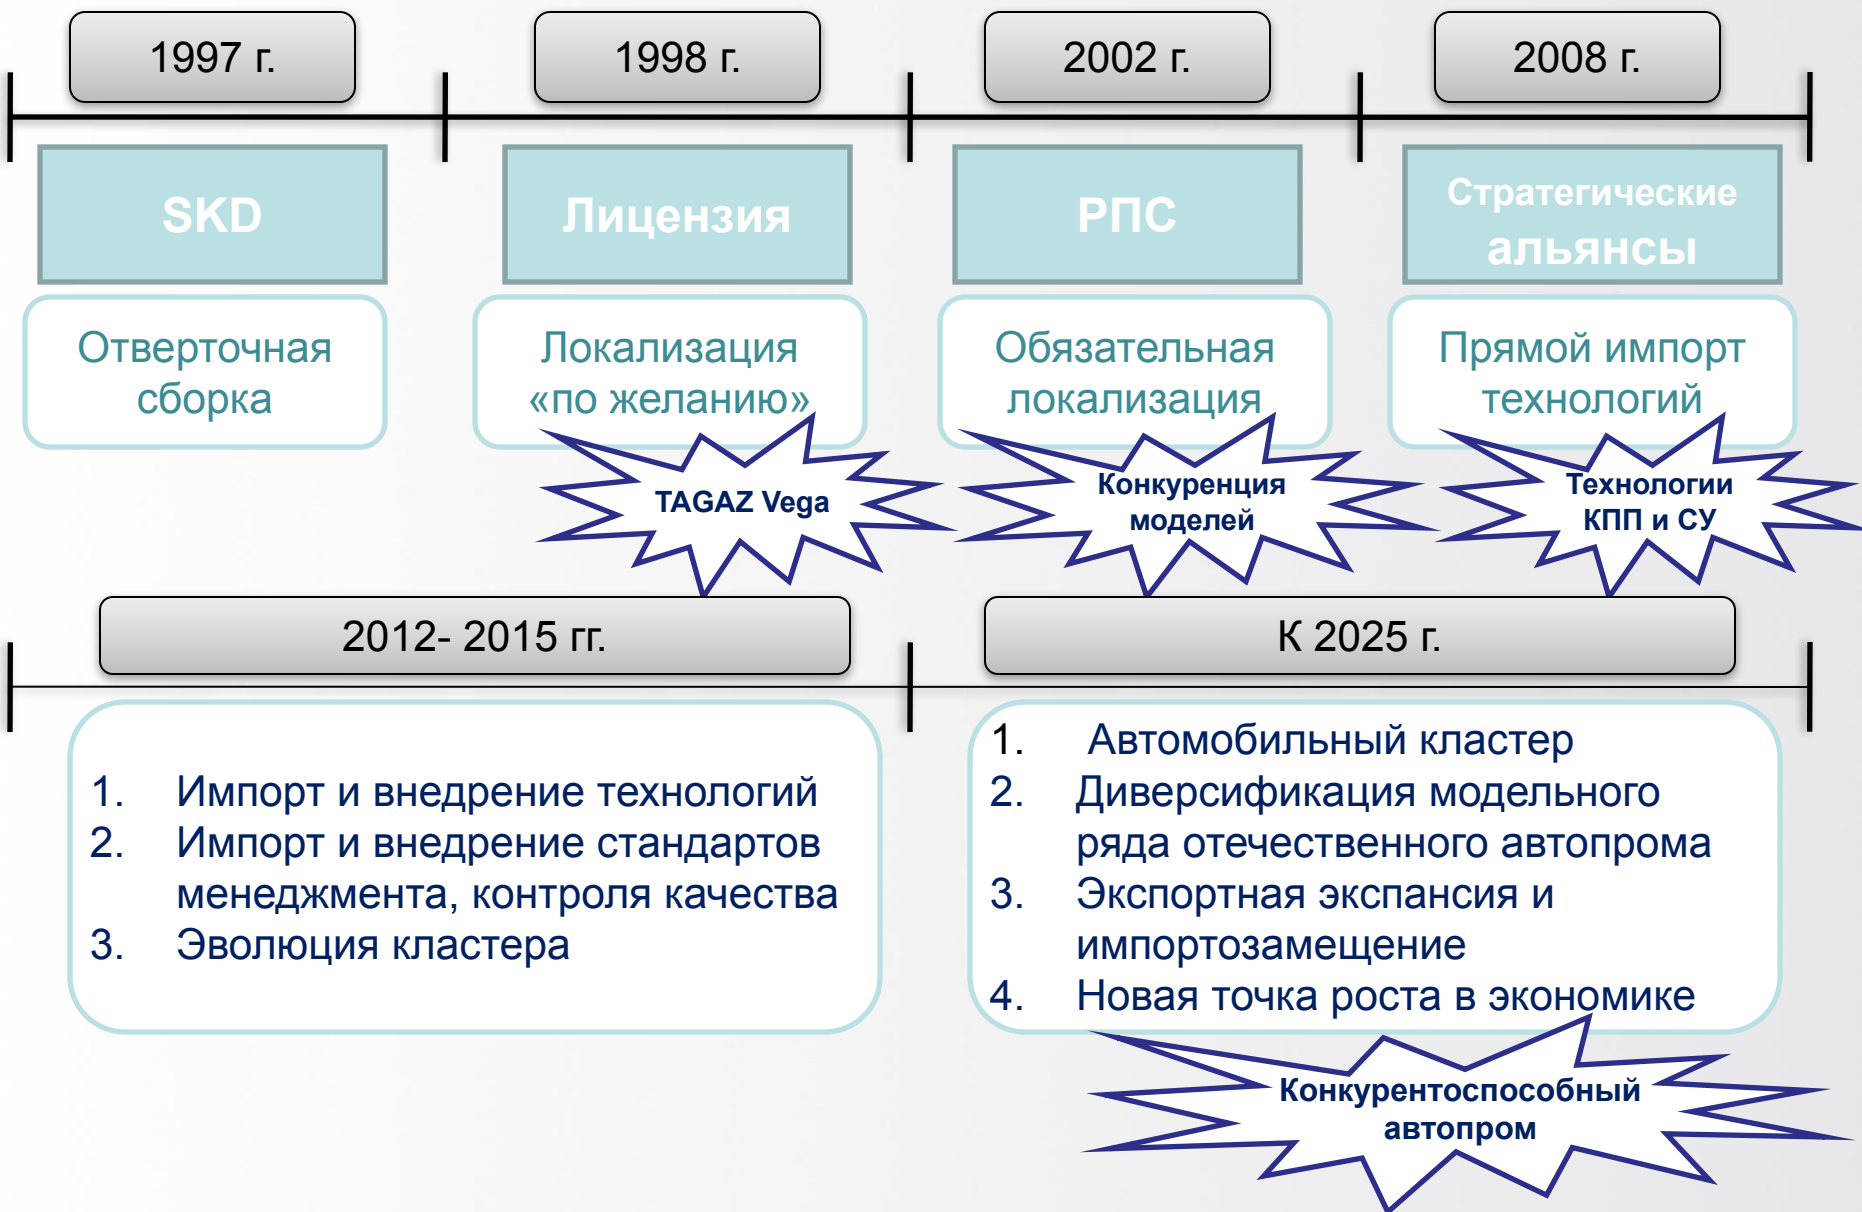 1997 г.
1998 г.
2002 г.
2008 г.
SKD
Лицензия
РПС
Стратегические
альянсы
Отверточная
сборка
Локализация
«по желанию»
Обязательная
локализация
Прямой импорт
технологий
TAGAZ Vega
Конкуренция
моделей
Технологии
КПП и СУ
2012- 2015 гг.
К 2025 г.
1. Импорт и внедрение технологий
2. Импорт и внедрение стандартов
менеджмента, контроля качества
3. Эволюция кластера
1. Автомобильный кластер
2. Диверсификация модельного
ряда отечественного автопрома
3. Экспортная экспансия и
импортозамещение
4. Новая точка роста в экономике
Конкурентоспособный
автопром